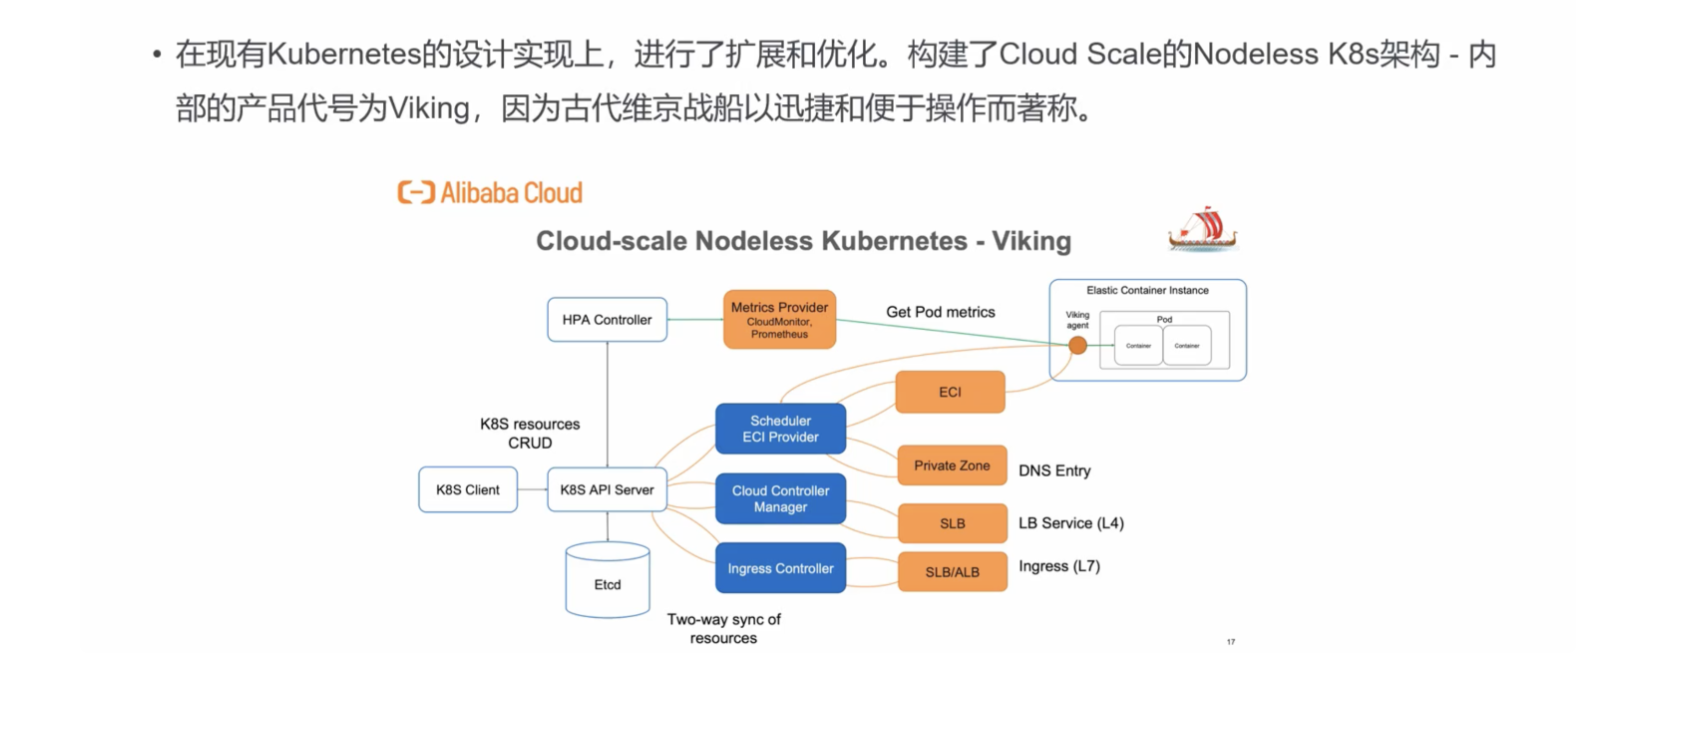 • 在现有Kubernetes的设计实现上，进行了扩展和优化。构建了Cloud Scale的Nodeless K8s架构 - 内
部的产品代号为Viking，因为古代维京战船以迅捷和便于操作而著称。
Alibaba Cloud
Cloud-scale Nodeless Kubernetes - Viking
HPA Controller
Metrics Provider
CloudMonitor,
Prometheus
Get Pod metrics
Elastic Container Instance
Viking
agent
Pod
Container
Container
K8S resources
CRUD
Scheduler
ECI Provider
ECI
Private Zone
DNS Entry
K8S Client
K8S API Server
Cloud Controller
Manager
SLB
LB Service (L4)
Ingress Controller
SLB/ALB
Ingress (L7)
Etcd
Two-way sync of
resources
17